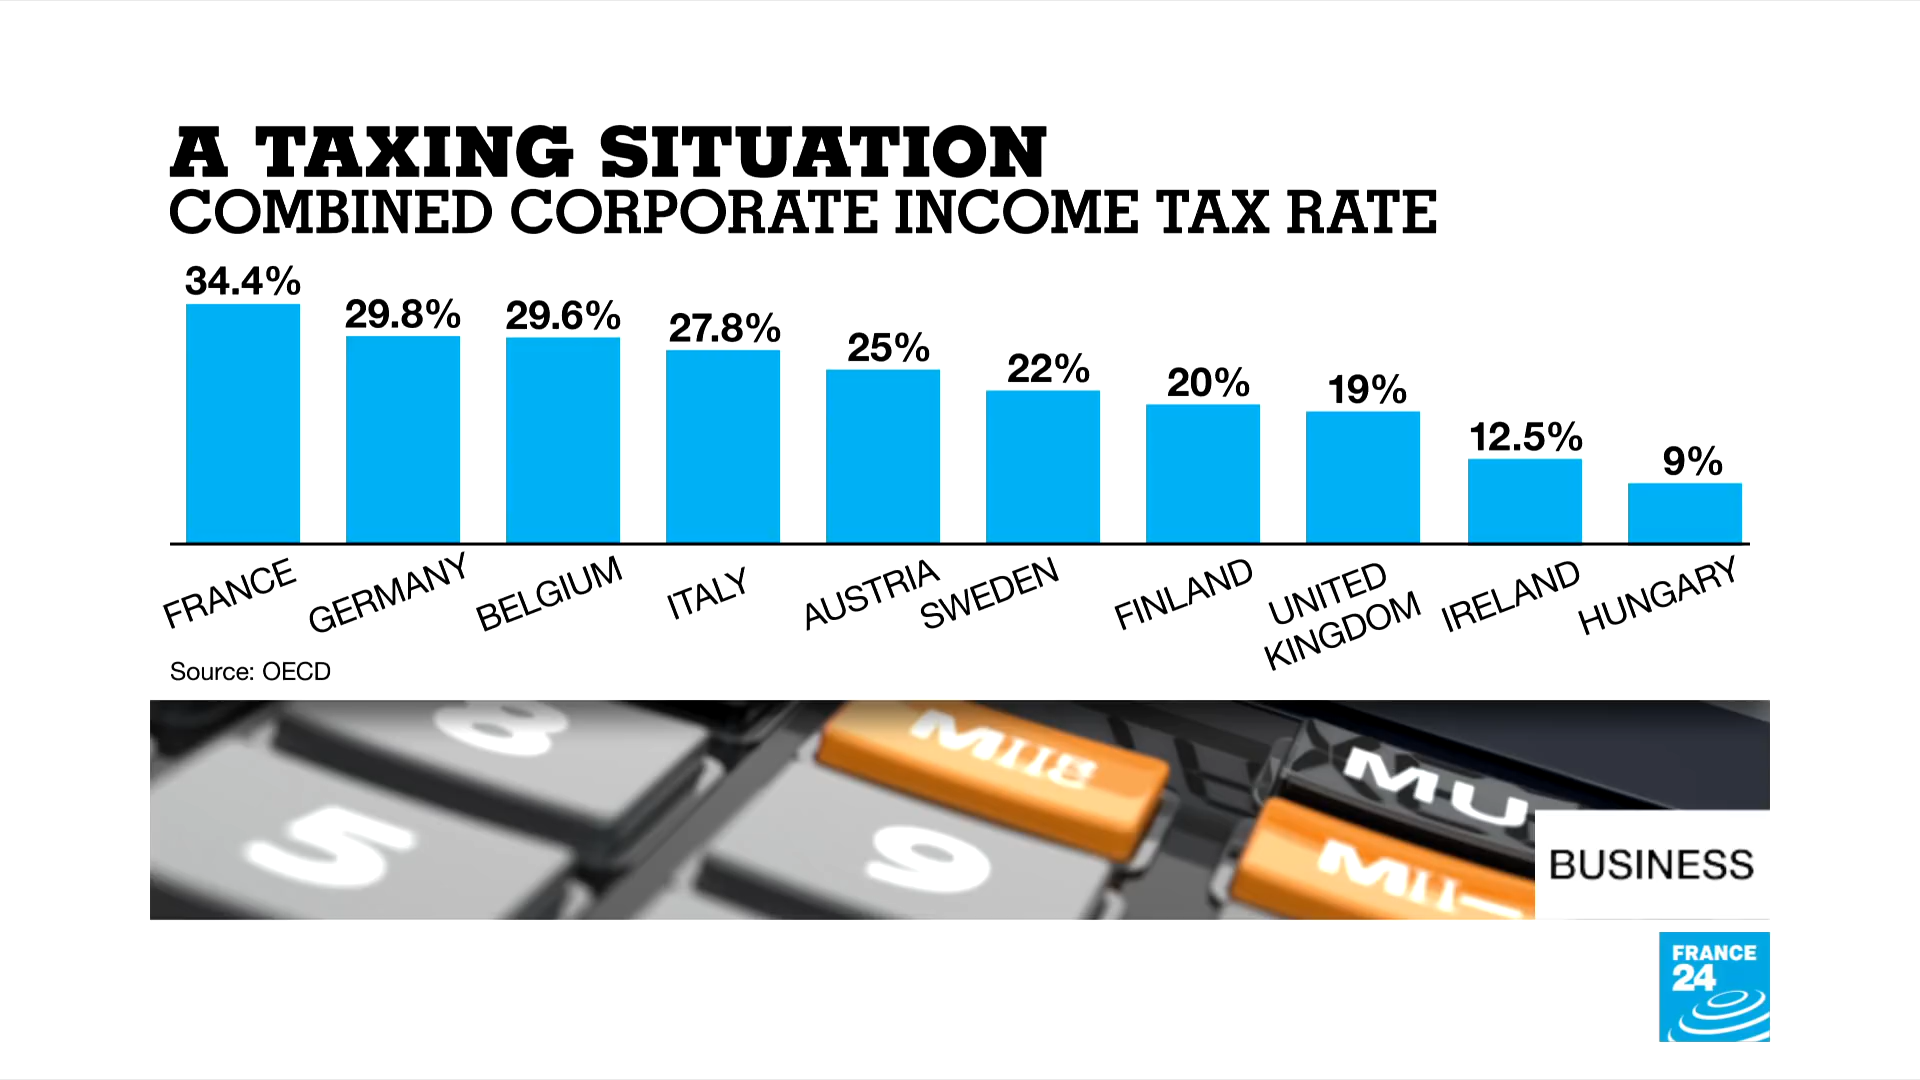 A TAXING SITUATION
COMBINED CORPORATE INCOME TAX RATE
34.4%
29.8%
29.6%
27.8%
25%
22%
20%
19%
12.5%
9%
FRANCE
GERMANY
BELGIUM
ITALY
AUSTRIA
SWEDEN
FINLAND
UNITED
KINGDOM
IRELAND
HUNGARY
Source: OECD
8
5
9
MU
BUSINESS
FRANCE
24